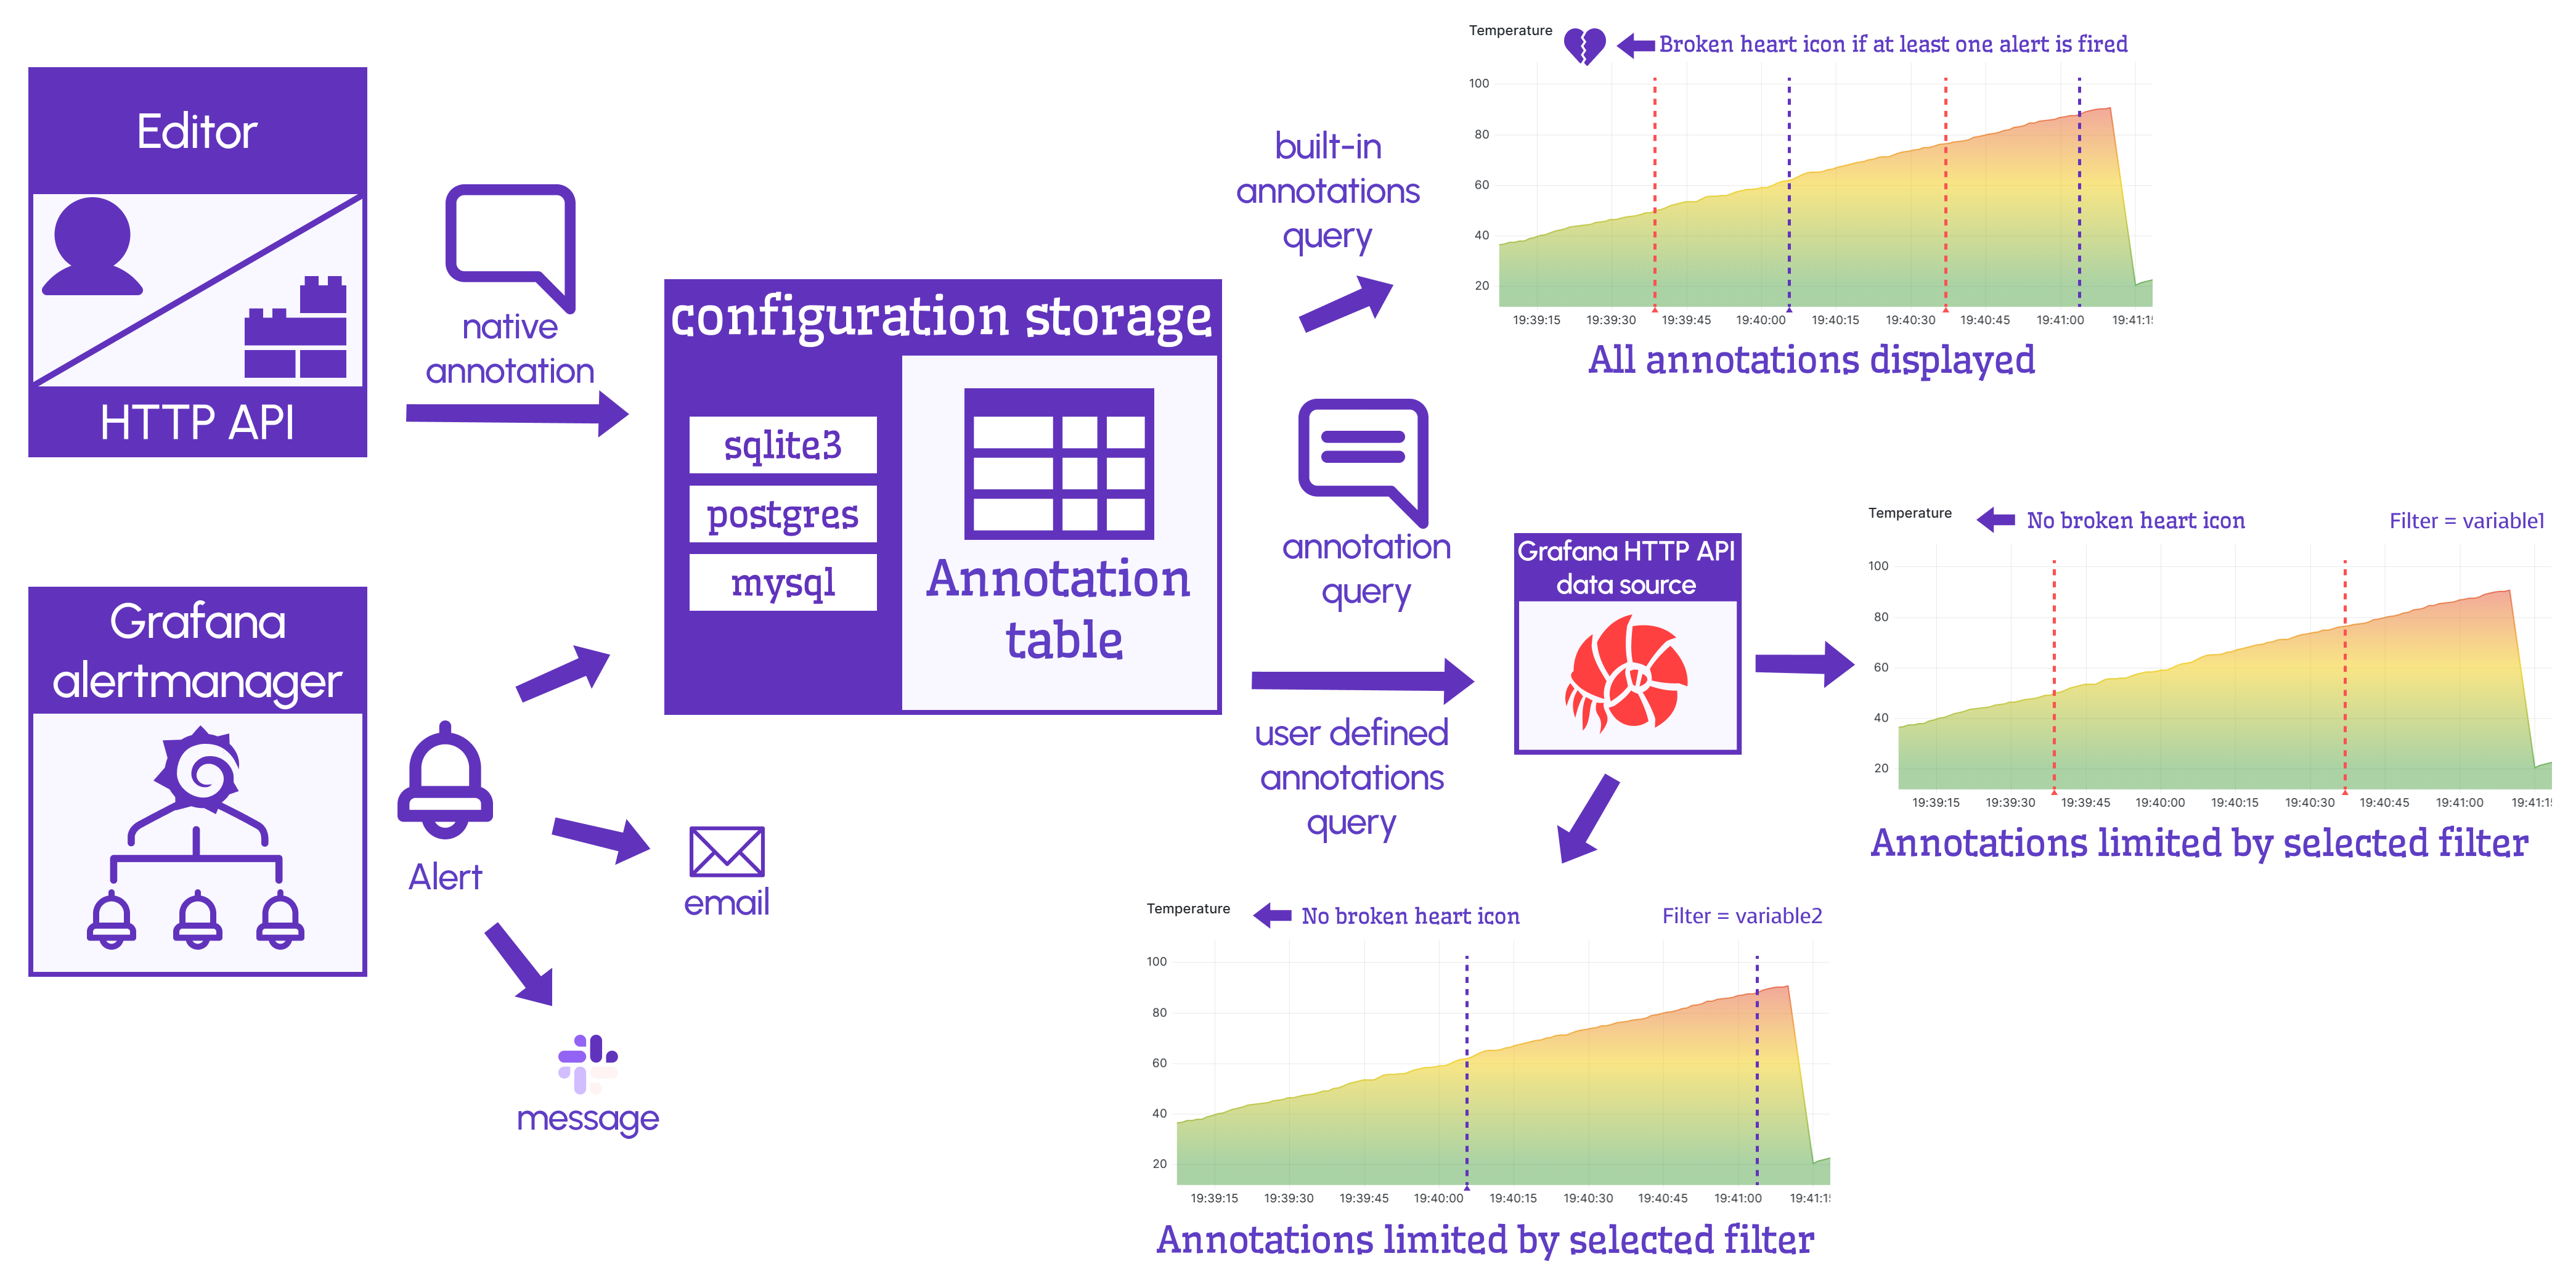 Editor
HTTP API
native
annotation
Grafana
alertmanager
Alert
email
message
configuration storage
sqlite3
postgres
mysql
Annotation
table
built-in
annotations
query
annotation
query
user defined
annotations
query
Grafana HTTP API
data source
Temperature
Broken heart icon if at least one alert is fired
100
80
60
40
20
19:39:15 19:39:30 19:39:45 19:40:00 19:40:15 19:40:30 19:40:45 19:41:00 19:41:15
All annotations displayed
Temperature
No broken heart icon
Filter = variable1
100
80
60
40
20
19:39:15 19:39:30 19:39:45 19:40:00 19:40:15 19:40:30 19:40:45 19:41:00 19:41:15
Annotations limited by selected filter
Temperature
No broken heart icon
Filter = variable2
100
80
60
40
20
19:39:15 19:39:30 19:39:45 19:40:00 19:40:15 19:40:30 19:40:45 19:41:00 19:41:15
Annotations limited by selected filter